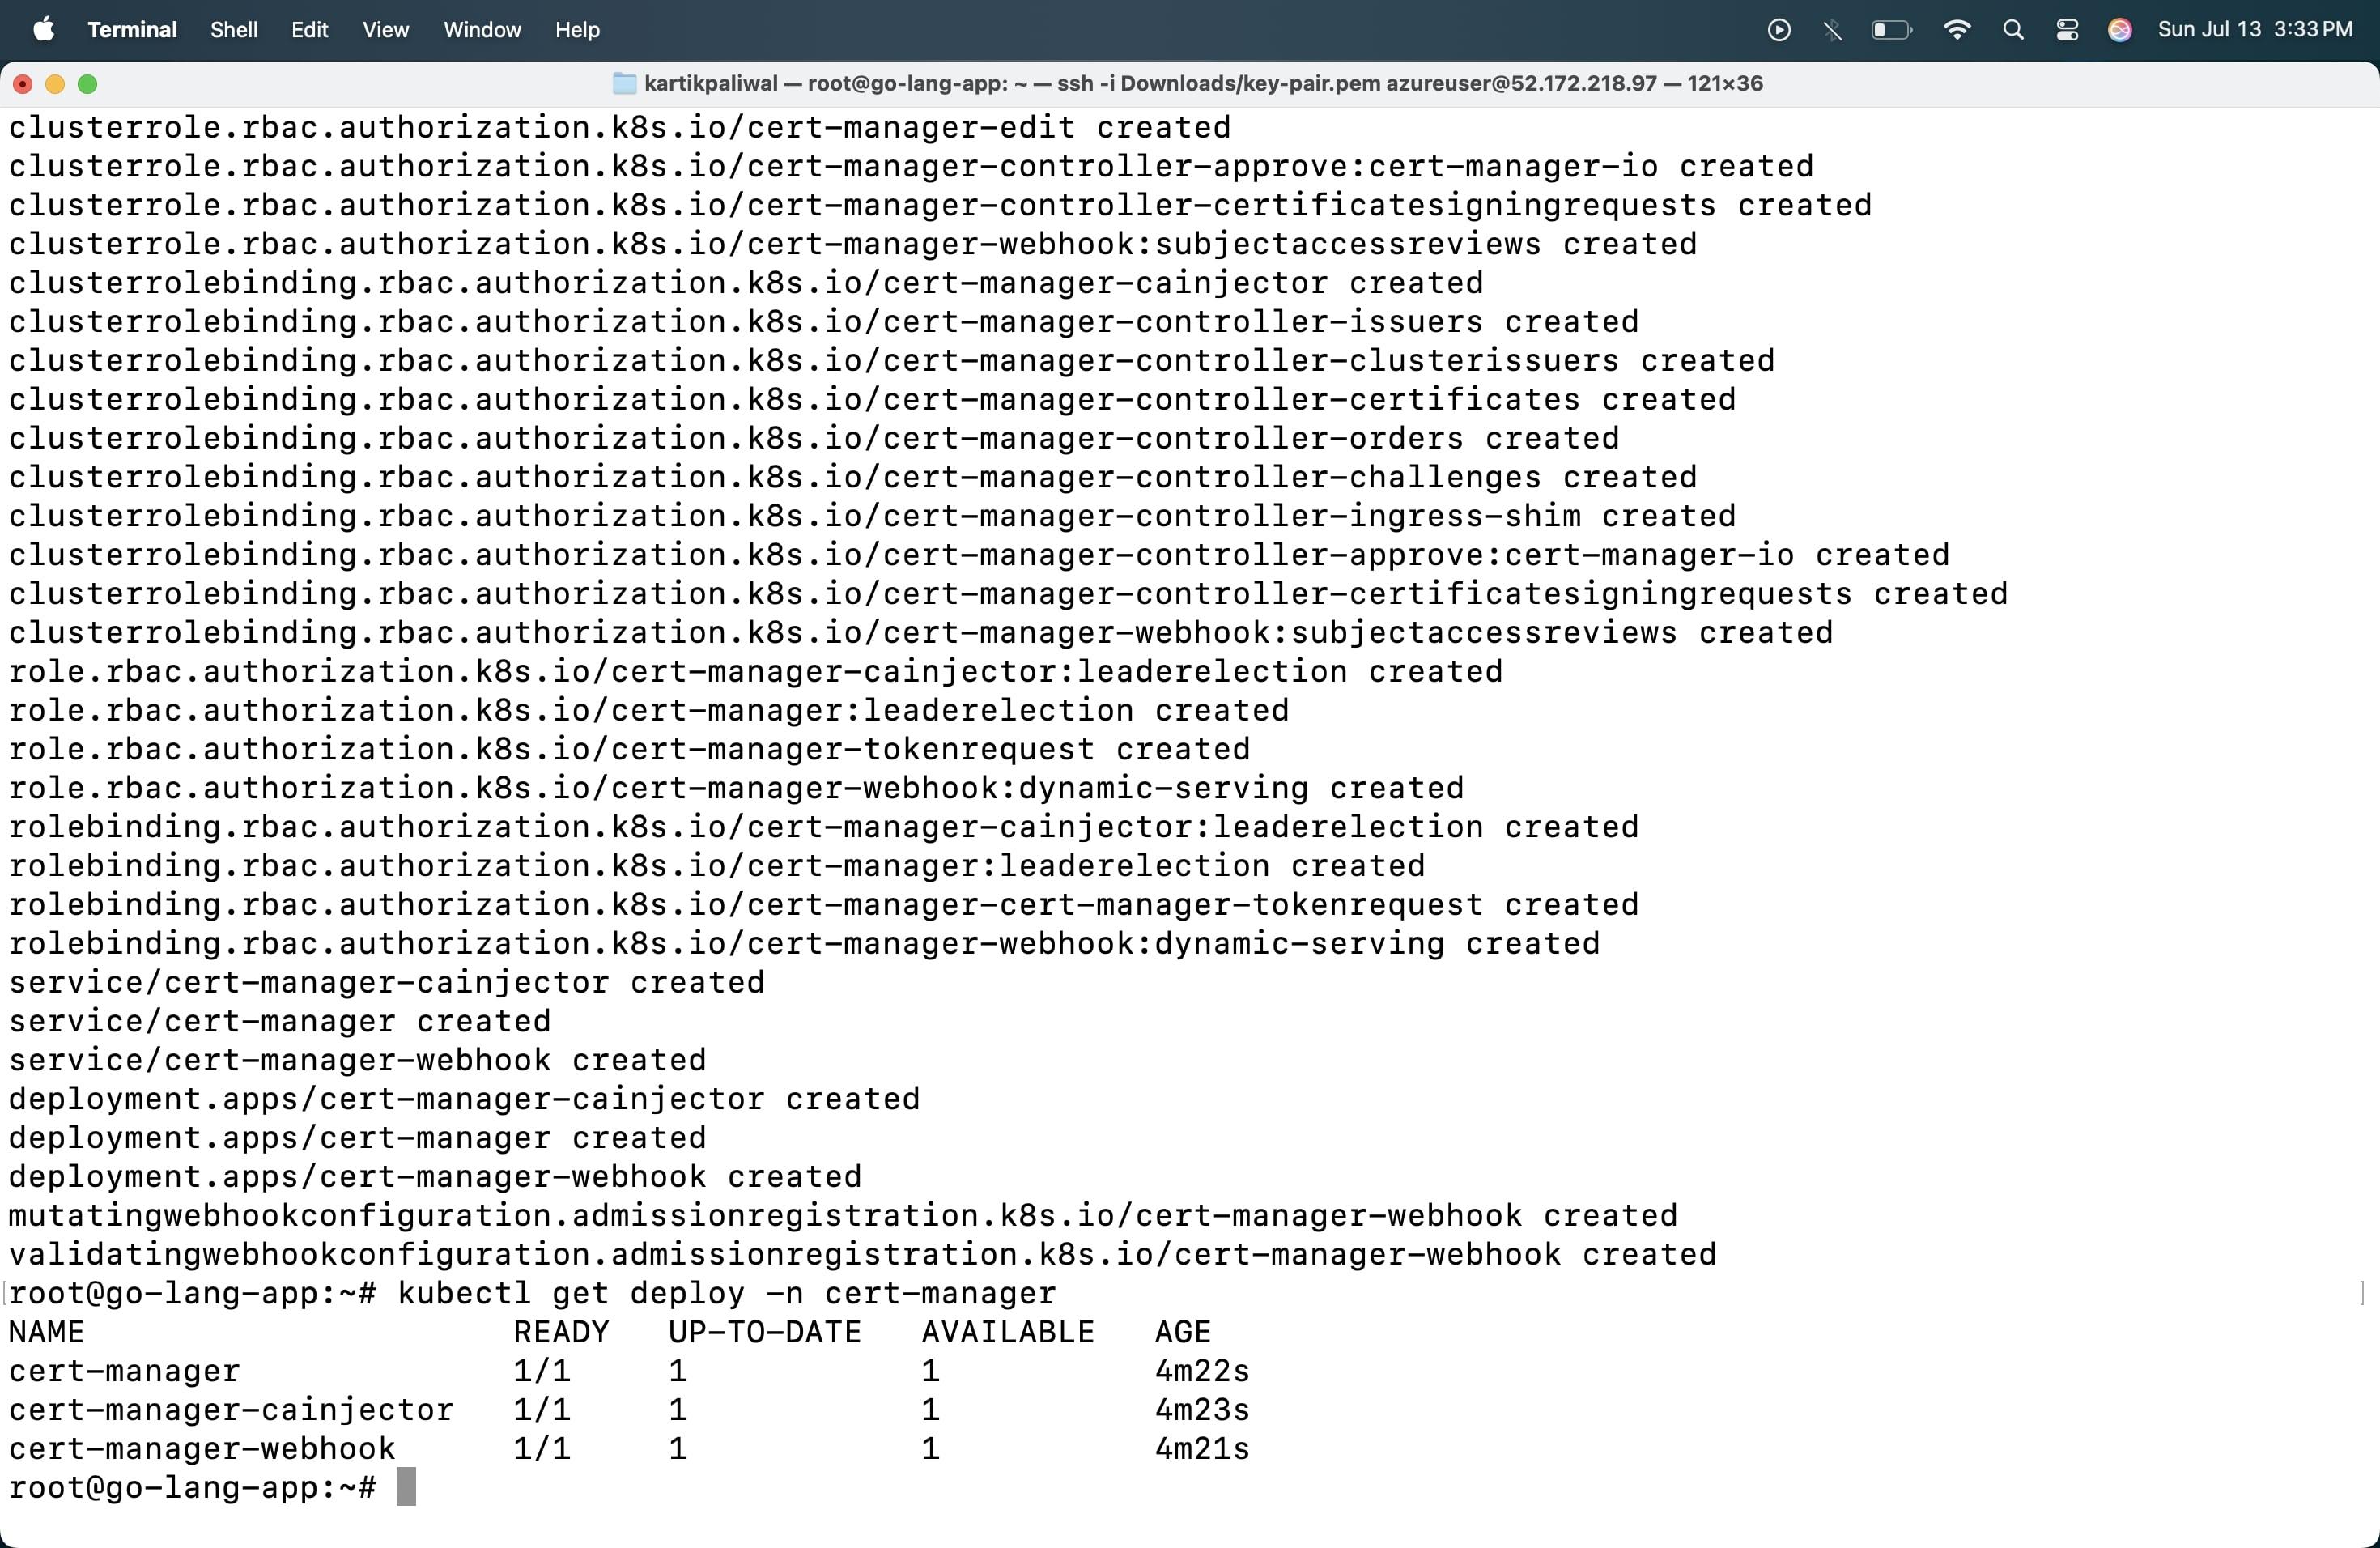 Terminal Shell Edit View Window Help Sun Jul 13 3:33 PM
kartikpaliwal — root@go-lang-app: ~ — ssh -i Downloads/key-pair.pem azureuser@52.172.218.97 — 121×36
clusterrole.rbac.authorization.k8s.io/cert-manager-edit created
clusterrole.rbac.authorization.k8s.io/cert-manager-controller-approve:cert-manager-io created
clusterrole.rbac.authorization.k8s.io/cert-manager-controller-certificatesigningrequests created
clusterrole.rbac.authorization.k8s.io/cert-manager-webhook:subjectaccessreviews created
clusterrolebinding.rbac.authorization.k8s.io/cert-manager-cainjector created
clusterrolebinding.rbac.authorization.k8s.io/cert-manager-controller-issuers created
clusterrolebinding.rbac.authorization.k8s.io/cert-manager-controller-clusterissuers created
clusterrolebinding.rbac.authorization.k8s.io/cert-manager-controller-certificates created
clusterrolebinding.rbac.authorization.k8s.io/cert-manager-controller-orders created
clusterrolebinding.rbac.authorization.k8s.io/cert-manager-controller-challenges created
clusterrolebinding.rbac.authorization.k8s.io/cert-manager-controller-ingress-shim created
clusterrolebinding.rbac.authorization.k8s.io/cert-manager-controller-approve:cert-manager-io created
clusterrolebinding.rbac.authorization.k8s.io/cert-manager-controller-certificatesigningrequests created
clusterrolebinding.rbac.authorization.k8s.io/cert-manager-webhook:subjectaccessreviews created
role.rbac.authorization.k8s.io/cert-manager-cainjector:leaderelection created
role.rbac.authorization.k8s.io/cert-manager:leaderelection created
role.rbac.authorization.k8s.io/cert-manager-tokenrequest created
role.rbac.authorization.k8s.io/cert-manager-webhook:dynamic-serving created
rolebinding.rbac.authorization.k8s.io/cert-manager-cainjector:leaderelection created
rolebinding.rbac.authorization.k8s.io/cert-manager:leaderelection created
rolebinding.rbac.authorization.k8s.io/cert-manager-cert-manager-tokenrequest created
rolebinding.rbac.authorization.k8s.io/cert-manager-webhook:dynamic-serving created
service/cert-manager-cainjector created
service/cert-manager created
service/cert-manager-webhook created
deployment.apps/cert-manager-cainjector created
deployment.apps/cert-manager created
deployment.apps/cert-manager-webhook created
mutatingwebhookconfiguration.admissionregistration.k8s.io/cert-manager-webhook created
validatingwebhookconfiguration.admissionregistration.k8s.io/cert-manager-webhook created
[root@go-lang-app:~# kubectl get deploy -n cert-manager ]
NAME READY UP-TO-DATE AVAILABLE AGE
cert-manager 1/1 1 1 4m22s
cert-manager-cainjector 1/1 1 1 4m23s
cert-manager-webhook 1/1 1 1 4m21s
root@go-lang-app:~#